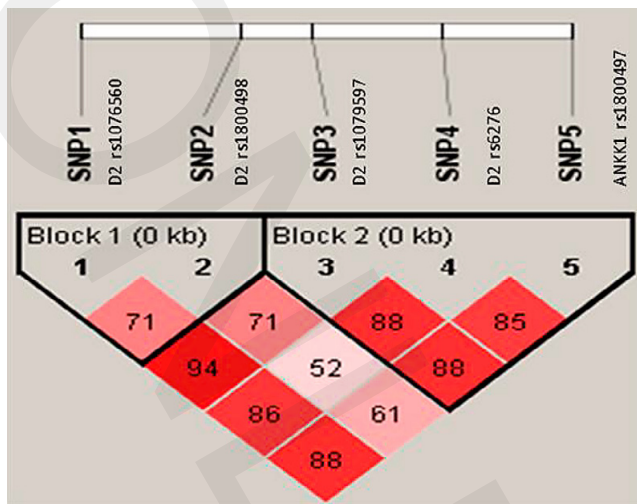 SNP1
D2 rs1076560
SNP2
D2 rs1800498
SNP3
D2 rs1079597
SNP4
D2 rs6276
SNP5
ANKK1 rs1800497
Block 1 (0 kb)
Block 2 (0 kb)
1 2 3 4 5
71 71 88 85
94 52 88
86 61
88